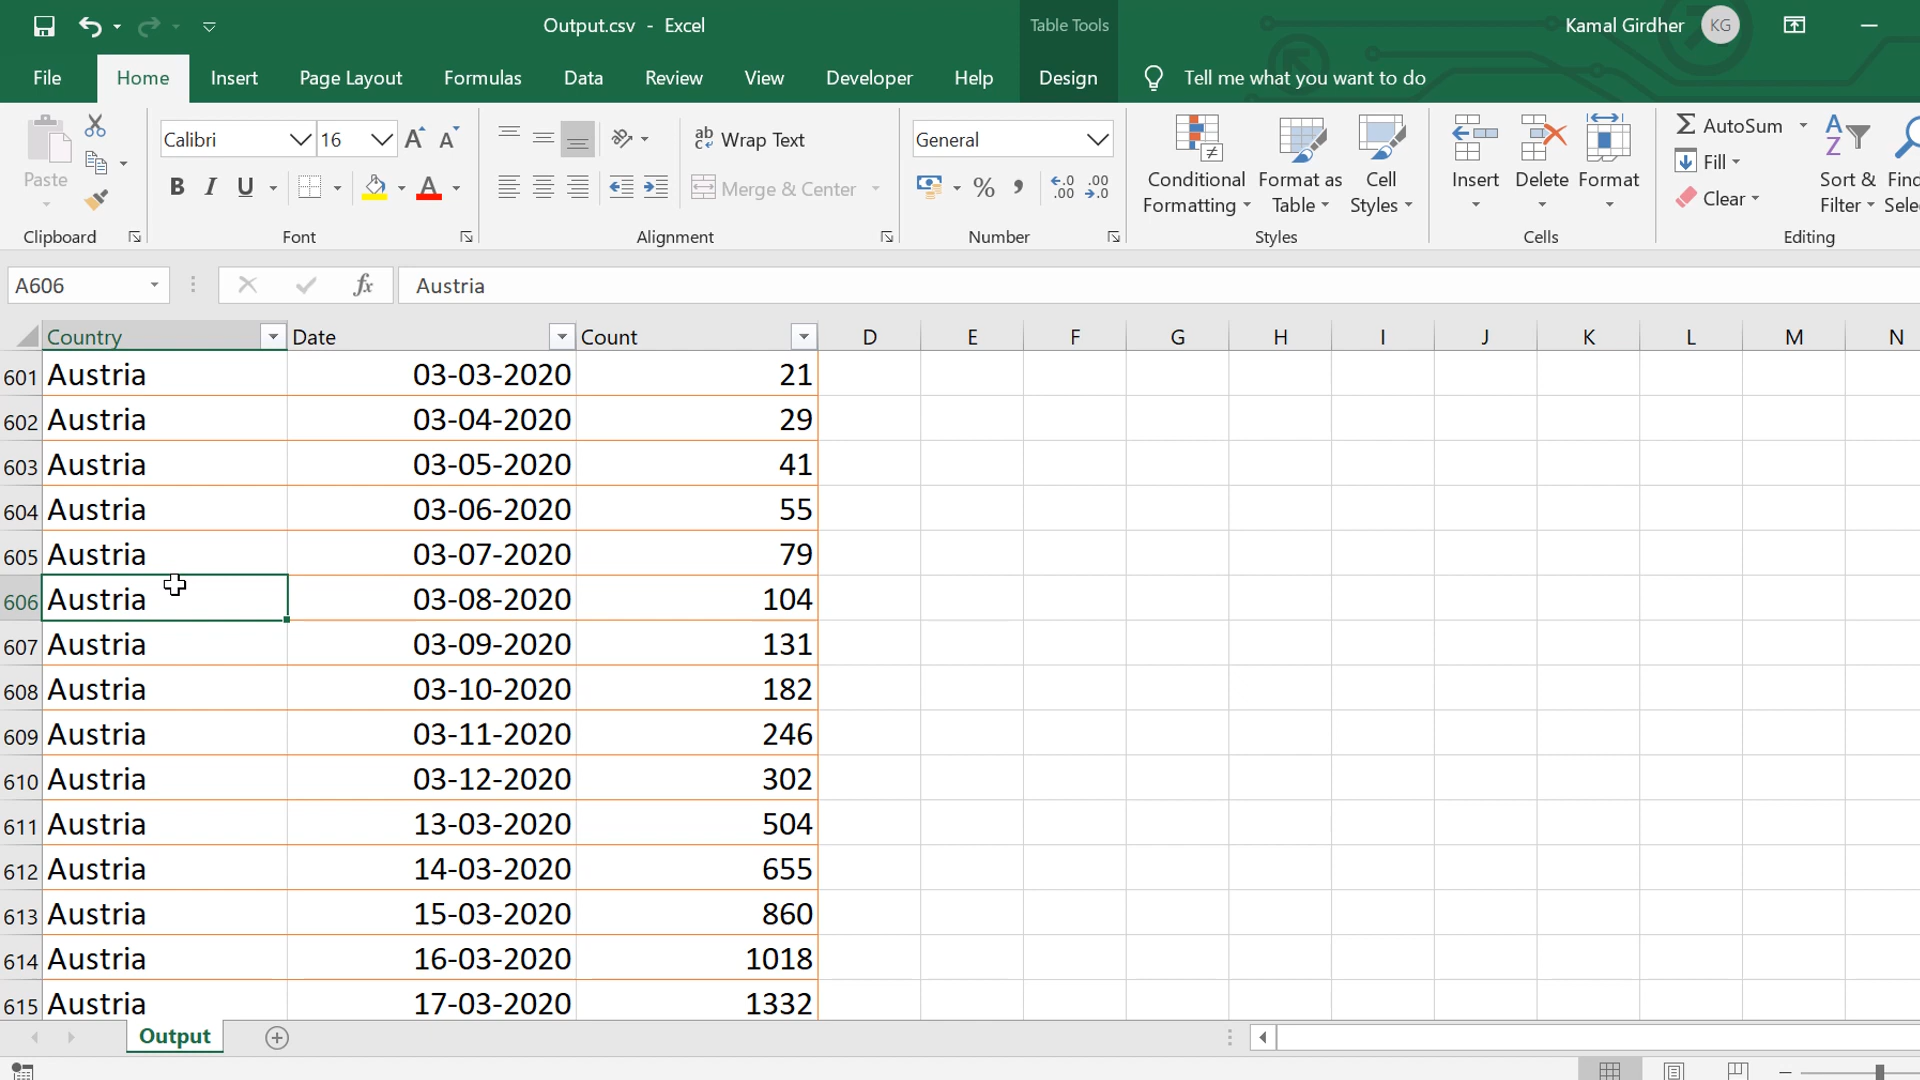 Output.csv - Excel
Table Tools
Kamal Girdher KG
File Home Insert Page Layout Formulas Data Review View Developer Help Design Tell me what you want to do
Paste
Clipboard
Calibri 16
B I U A
Font
ab Wrap Text
Merge & Center
Alignment
General
% , .00 .00
Number
Conditional Formatting
Format as Table
Cell Styles
Styles
Insert Delete Format
Cells
Σ AutoSum
Fill
Clear
Sort & Filter
Editing
A606 fx Austria
Country Date Count D E F G H I J K L M N
601 Austria 03-03-2020 21
602 Austria 03-04-2020 29
603 Austria 03-05-2020 41
604 Austria 03-06-2020 55
605 Austria 03-07-2020 79
606 Austria 03-08-2020 104
607 Austria 03-09-2020 131
608 Austria 03-10-2020 182
609 Austria 03-11-2020 246
610 Austria 03-12-2020 302
611 Austria 13-03-2020 504
612 Austria 14-03-2020 655
613 Austria 15-03-2020 860
614 Austria 16-03-2020 1018
615 Austria 17-03-2020 1332
Output